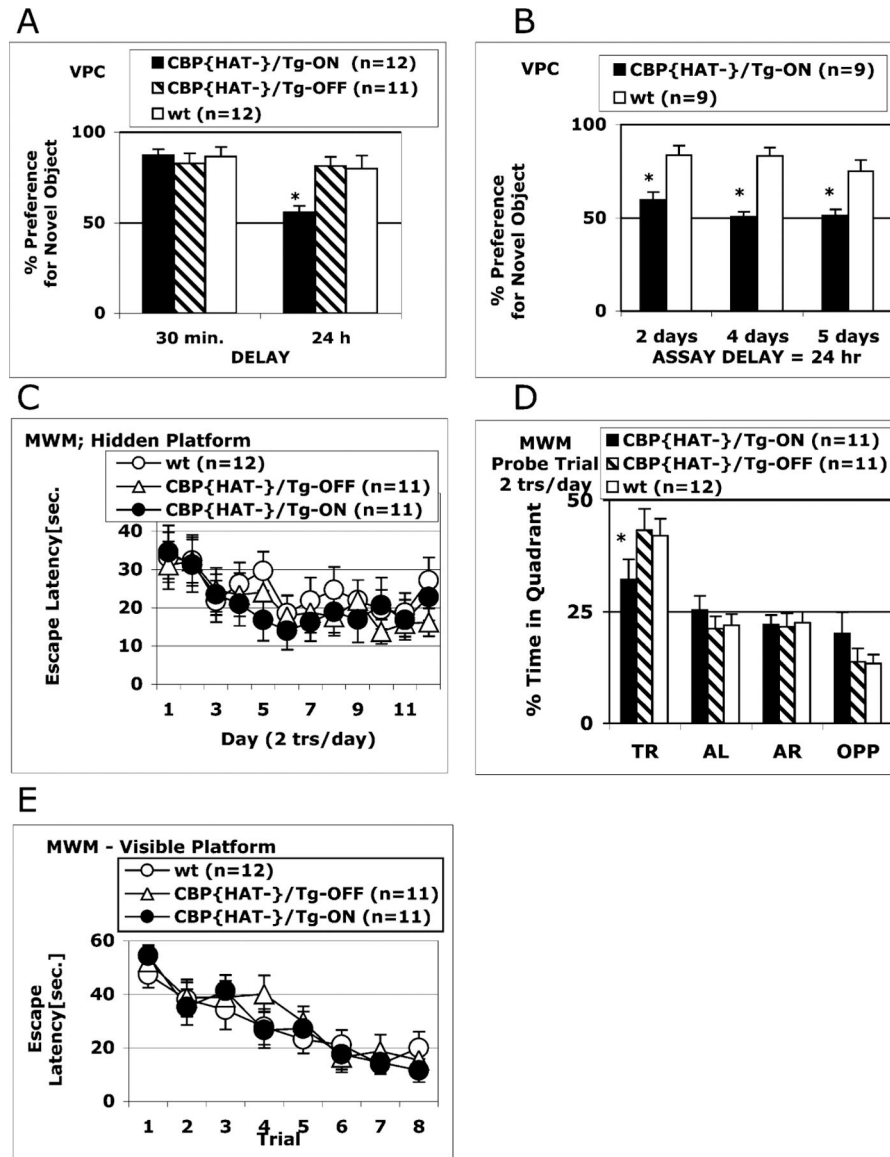 A
VPC
CBP{HAT-}/Tg-ON (n=12)
CBP{HAT-}/Tg-OFF (n=11)
wt (n=12)
% Preference
for Novel Object
100
50
0
*
30 min.
24 h
DELAY
B
VPC
CBP{HAT-}/Tg-ON (n=9)
wt (n=9)
% Preference
for Novel Object
100
50
0
*
*
*
2 days
4 days
5 days
ASSAY DELAY = 24 hr
C
MWM; Hidden Platform
wt (n=12)
CBP{HAT-}/Tg-OFF (n=11)
CBP{HAT-}/Tg-ON (n=11)
Escape Latency[sec.
40
30
20
10
0
1
3
5
7
9
11
Day (2 trs/day)
D
MWM
Probe Trial
2 trs/day
CBP{HAT-}/Tg-ON (n=11)
CBP{HAT-}/Tg-OFF (n=11)
wt (n=12)
% Time in Quadrant
50
25
0
*
TR
AL
AR
OPP
E
MWM - Visible Platform
wt (n=12)
CBP{HAT-}/Tg-OFF (n=11)
CBP{HAT-}/Tg-ON (n=11)
Escape
Latency[sec.]
60
40
20
0
1
2
3
4
5
6
7
8
Trial